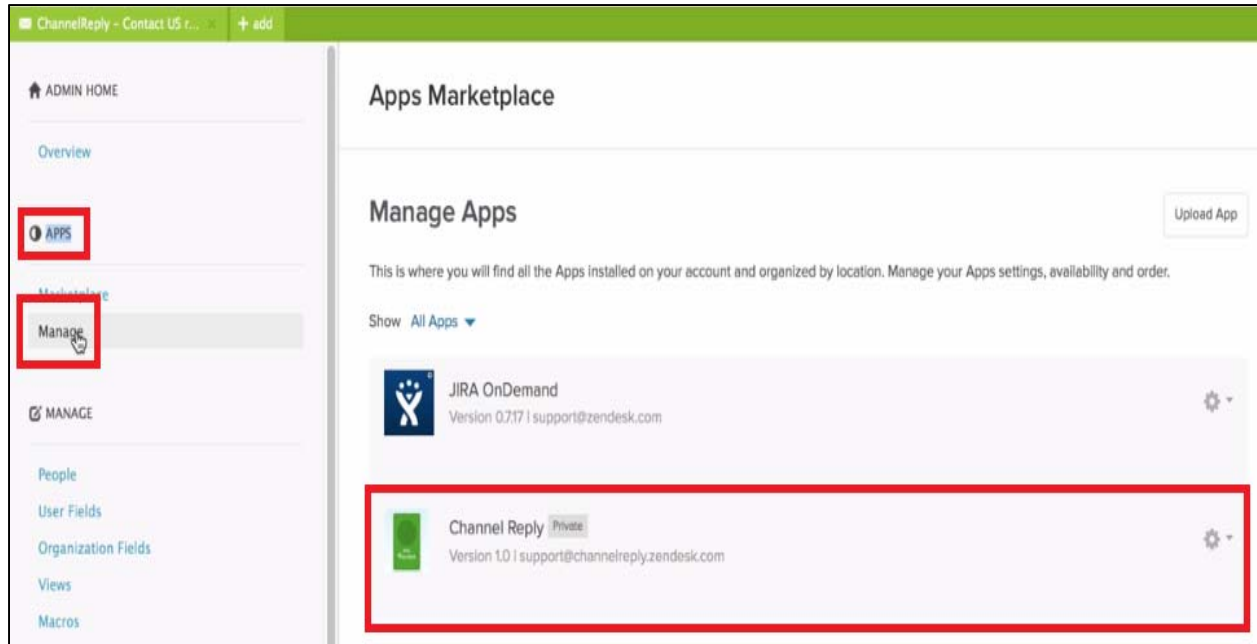 ChannelReply - Contact US r... × + add
ADMIN HOME
Overview
APPS
Marketplace
Manage
MANAGE
People
User Fields
Organization Fields
Views
Macros
Apps Marketplace
Manage Apps
Upload App
This is where you will find all the Apps installed on your account and organized by location. Manage your Apps settings, availability and order.
Show All Apps
JIRA OnDemand
Version 0.7.17 | support@zendesk.com
Channel Reply Private
Version 1.0 | support@channelreply.zendesk.com